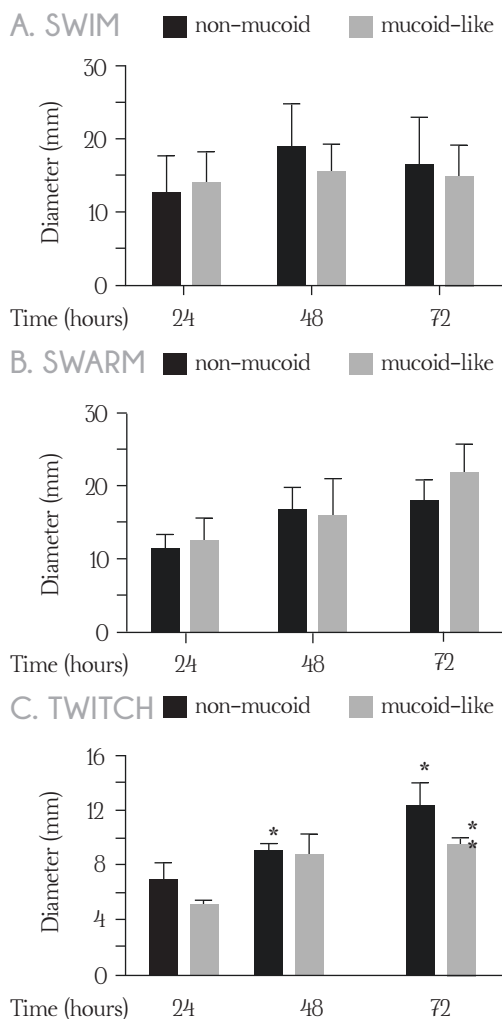 A. SWIM non-mucoid mucoid-like
30
20
10
0
Diameter (mm)
Time (hours) 24 48 72
B. SWARM non-mucoid mucoid-like
30
20
10
0
Diameter (mm)
Time (hours) 24 48 72
C. TWITCH non-mucoid mucoid-like
16
12
8
4
0
Diameter (mm)
*
*
*
*
Time (hours) 24 48 72